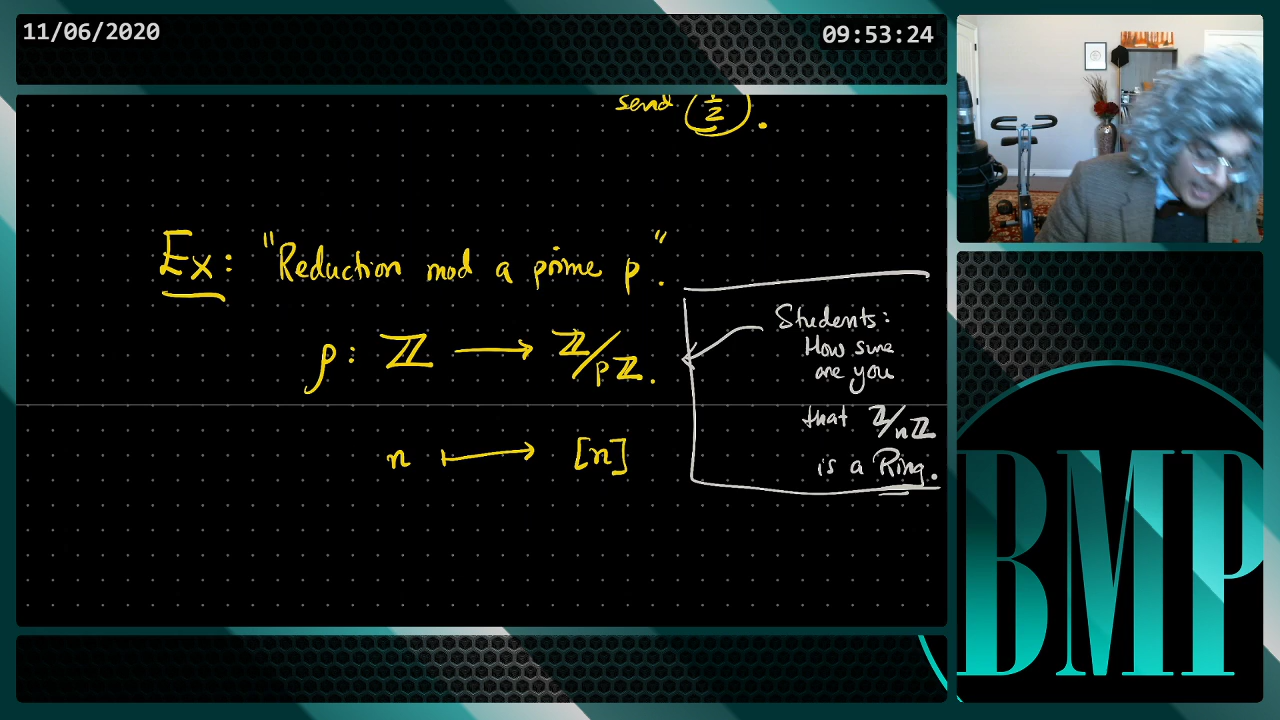 11/06/2020
09:53:24
send 1/2 .
Ex: "Reduction mod a prime p".
ρ: ℤ ⟶ ℤ/pℤ.
n ⟼ [n]
Students:
How sure
are you
that ℤ/nℤ
is a Ring.
BMP